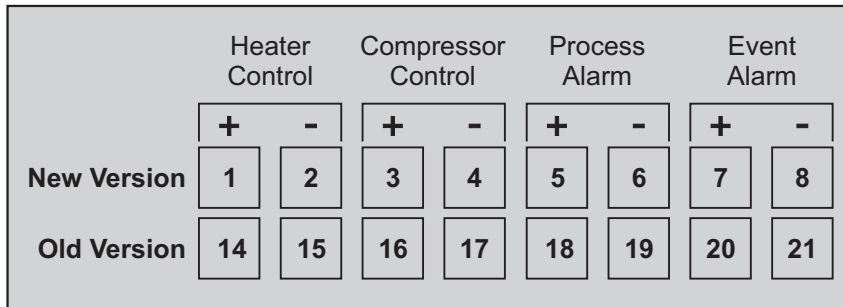 Heater Compressor Process Event
Control Control Alarm Alarm
+ - + - + - + -
New Version 1 2 3 4 5 6 7 8
Old Version 14 15 16 17 18 19 20 21